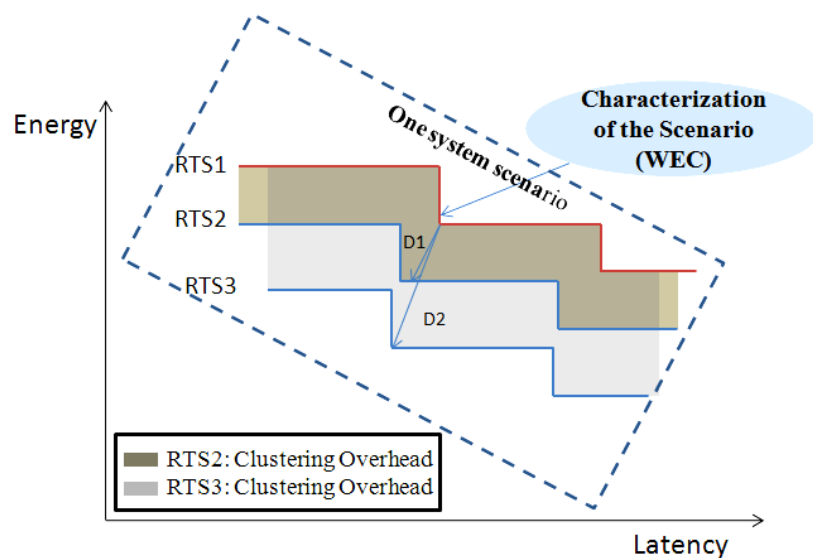 Energy
Characterization
of the Scenario
(WEC)
One system scenario
RTS1
RTS2
D1
RTS3
D2
RTS2: Clustering Overhead
RTS3: Clustering Overhead
Latency